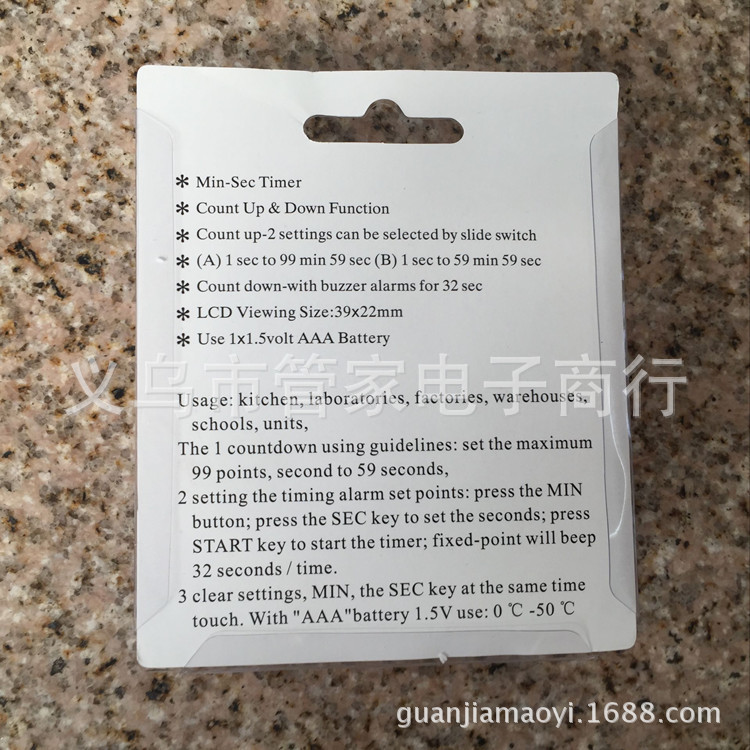 * Min-Sec Timer
* Count Up & Down Function
* Count up-2 settings can be selected by slide switch
* (A) 1 sec to 99 min 59 sec (B) 1 sec to 59 min 59 sec
* Count down-with buzzer alarms for 32 sec
* LCD Viewing Size:39x22mm
* Use 1x1.5volt AAA Battery
义乌市管家电子商行
Usage: kitchen, laboratories, factories, warehouses,
schools, units,
The 1 countdown using guidelines: set the maximum
99 points, second to 59 seconds,
2 setting the timing alarm set points: press the MIN
button; press the SEC key to set the seconds; press
START key to start the timer; fixed-point will beep
32 seconds / time.
3 clear settings, MIN, the SEC key at the same time
touch. With "AAA"battery 1.5V use: 0 ℃ -50 ℃
guanjiamaoyi.1688.com